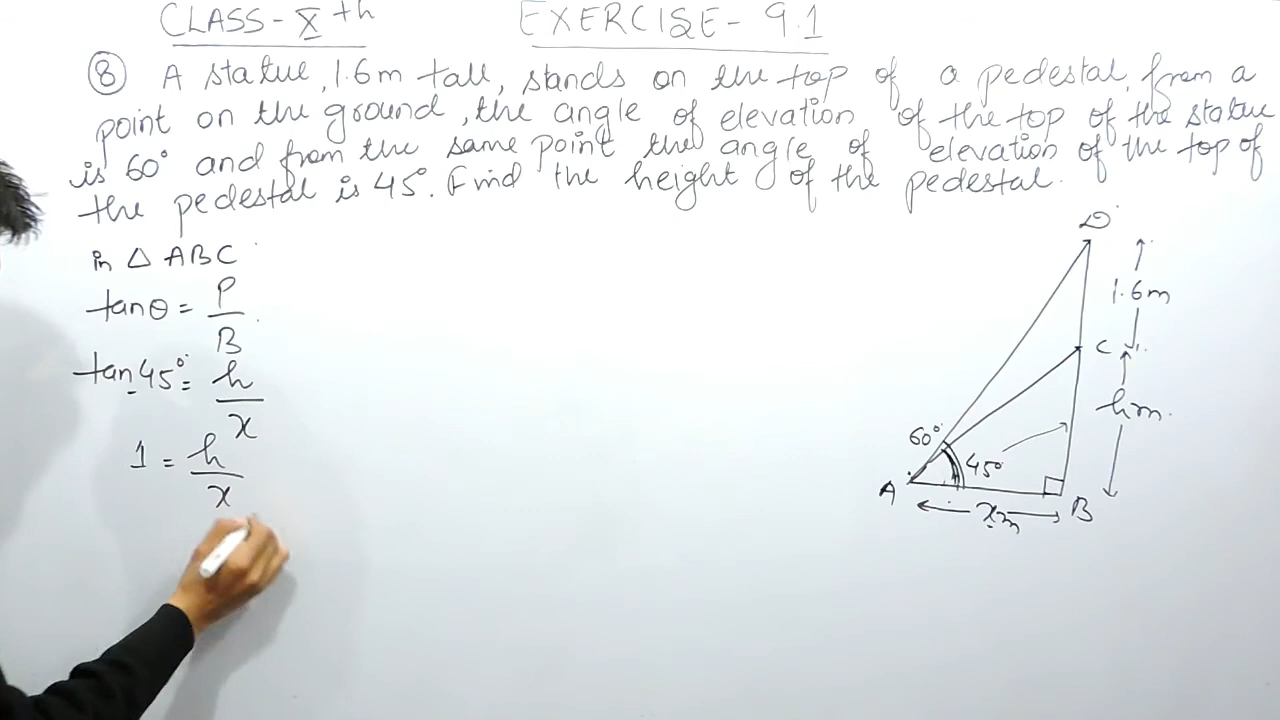 CLASS - Xth EXERCISE - 9.1
8 A statue, 1.6m tall, stands on the top of a pedestal, from a
point on the ground, the angle of elevation of the top of the statue
is 60° and from the same point the angle of elevation of the top of
the pedestal is 45°. Find the height of the pedestal.
in △ ABC
tanθ = P/B
tan45° = h/x
1 = h/x
D
1.6m
C
hm.
60°
45°
A
B
xm